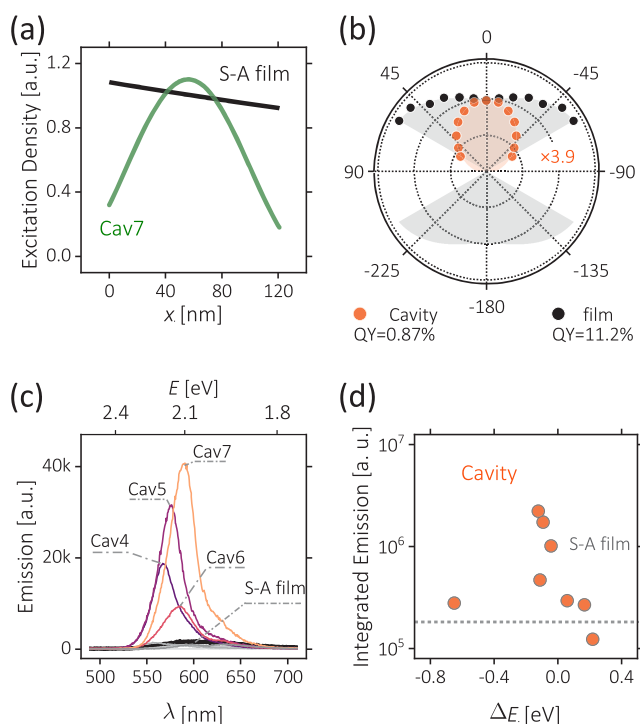 (a)
Excitation Density [a.u.]
1.2
0.8
0.4
0.0
S-A film
Cav7
0
40
80
120
x. [nm]
(b)
0
45
-45
90
-90
×3.9
-225
-135
-180
Cavity
QY=0.87%
film
QY=11.2%
(c)
E [eV]
2.4
2.1
1.8
Emission [a.u.]
40k
20k
0
Cav7
Cav5
Cav4
Cav6
S-A film
500
550
600
650
700
λ [nm]
(d)
Integrated Emission [a. u.]
10⁷
10⁶
10⁵
Cavity
S-A film
-0.8
-0.4
0.0
0.4
ΔE. [eV]